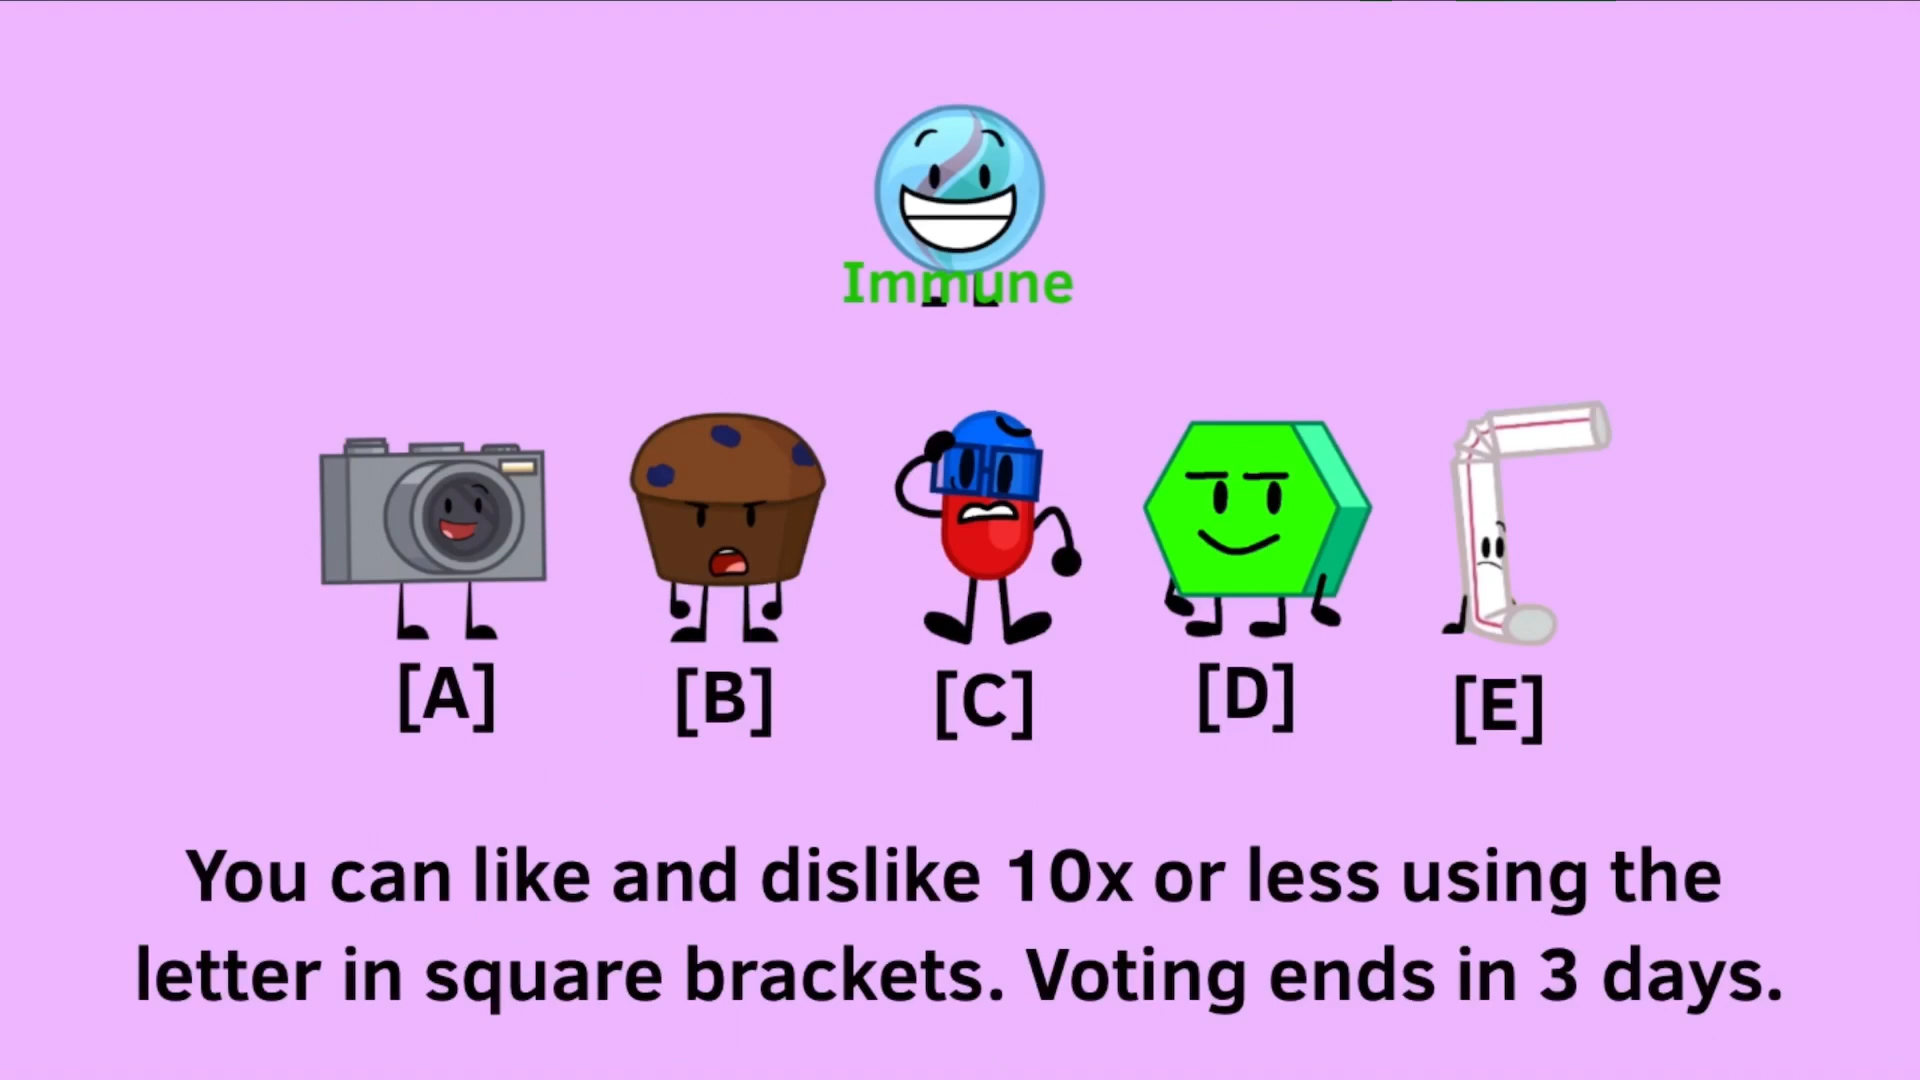 Immune
[A] [B] [C] [D] [E]
You can like and dislike 10x or less using the
letter in square brackets. Voting ends in 3 days.